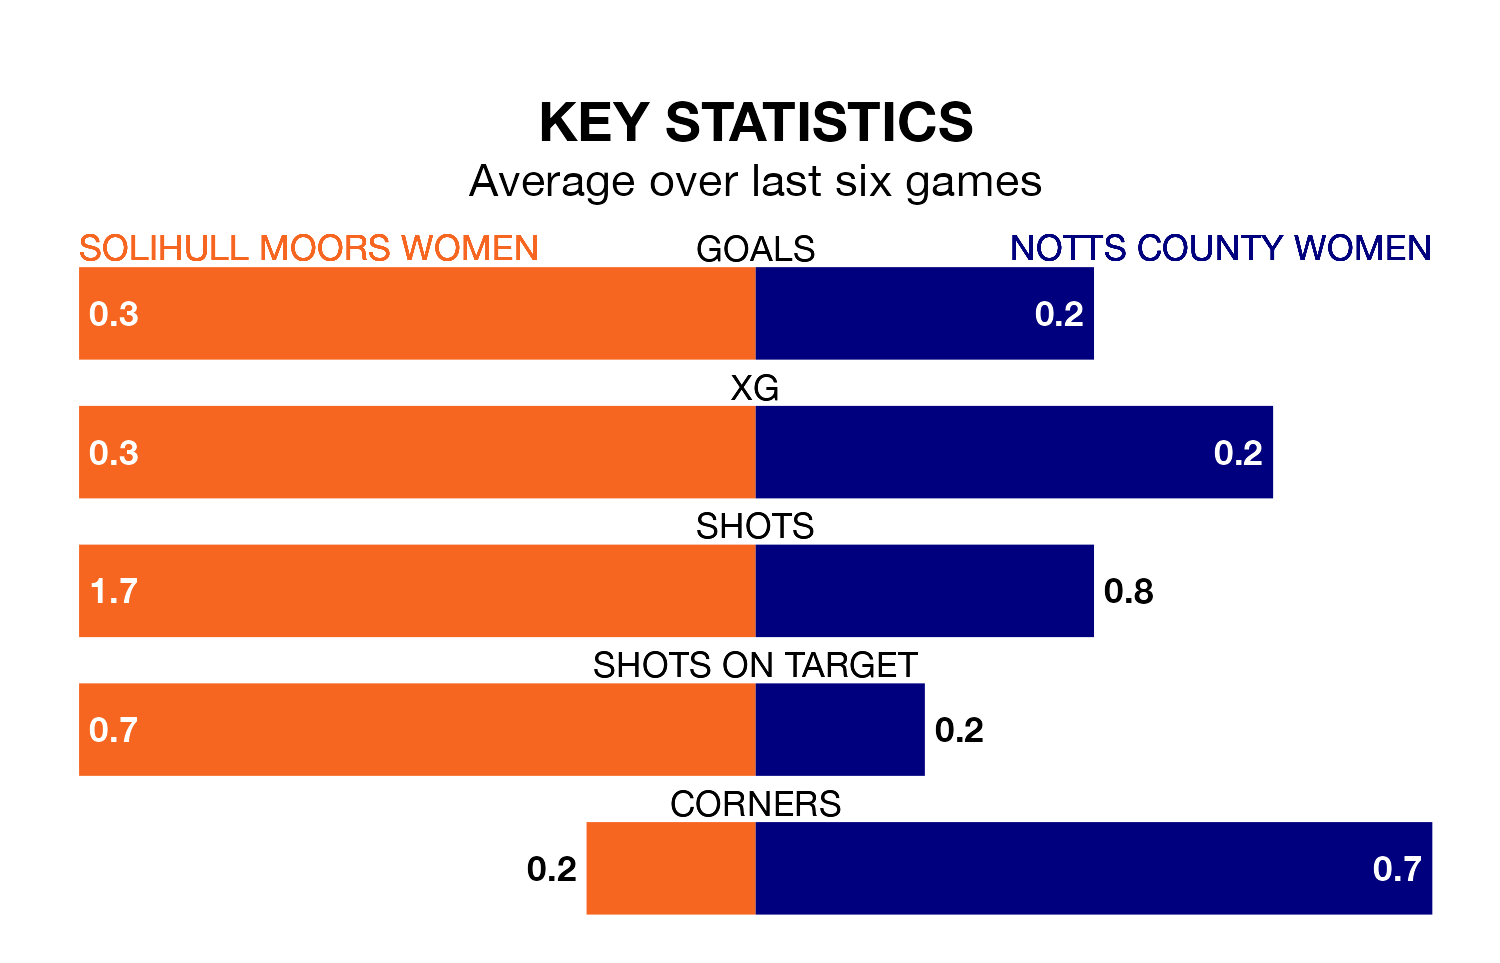 KEY STATISTICS
Average over last six games
SOLIHULL MOORS WOMEN GOALS NOTTS COUNTY WOMEN
0.3 0.2
XG
0.3 0.2
SHOTS
1.7 0.8
SHOTS ON TARGET
0.7 0.2
CORNERS
0.2 0.7